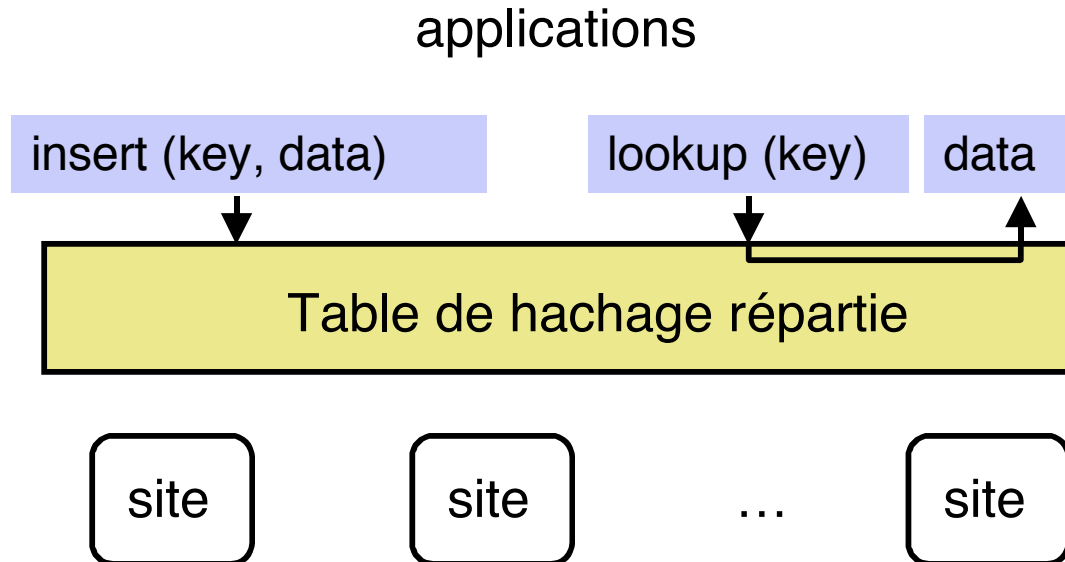 applications
insert (key, data) lookup (key) data
Table de hachage répartie
site site … site